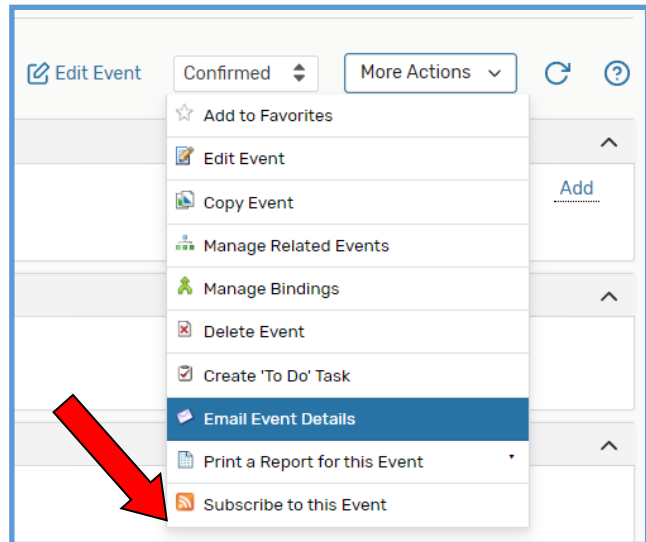 Edit Event Confirmed More Actions
Add to Favorites
Edit Event
Add
Copy Event
Manage Related Events
Manage Bindings
Delete Event
Create 'To Do' Task
Email Event Details
Print a Report for this Event
Subscribe to this Event